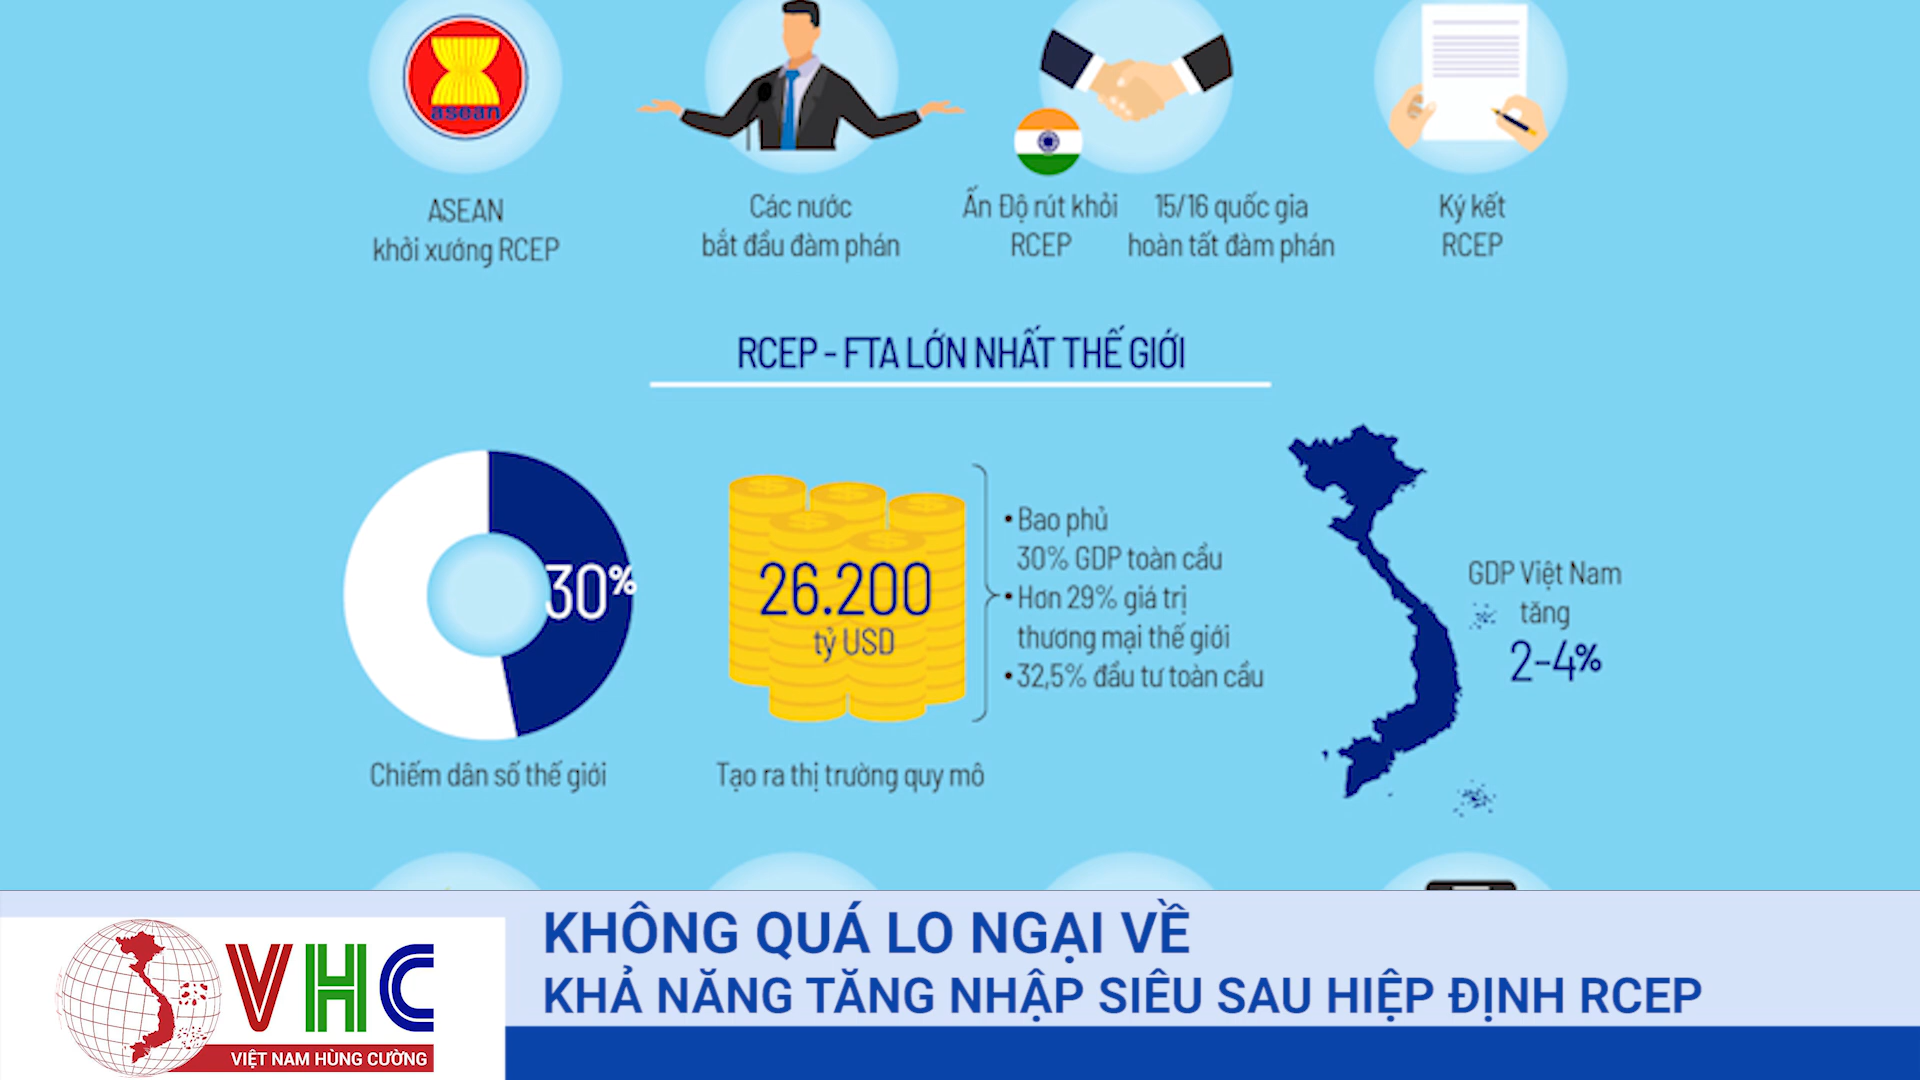 asean
ASEAN
khởi xướng RCEP
Các nước
bắt đầu đàm phán
Ấn Độ rút khỏi
RCEP
15/16 quốc gia
hoàn tất đàm phán
Ký kết
RCEP
RCEP - FTA LỚN NHẤT THẾ GIỚI
30%
Chiếm dân số thế giới
26.200
tỷ USD
Tạo ra thị trường quy mô
• Bao phủ
30% GDP toàn cầu
• Hơn 29% giá trị
thương mại thế giới
• 32,5% đầu tư toàn cầu
GDP Việt Nam
tăng
2-4%
VHC
VIỆT NAM HÙNG CƯỜNG
KHÔNG QUÁ LO NGẠI VỀ
KHẢ NĂNG TĂNG NHẬP SIÊU SAU HIỆP ĐỊNH RCEP